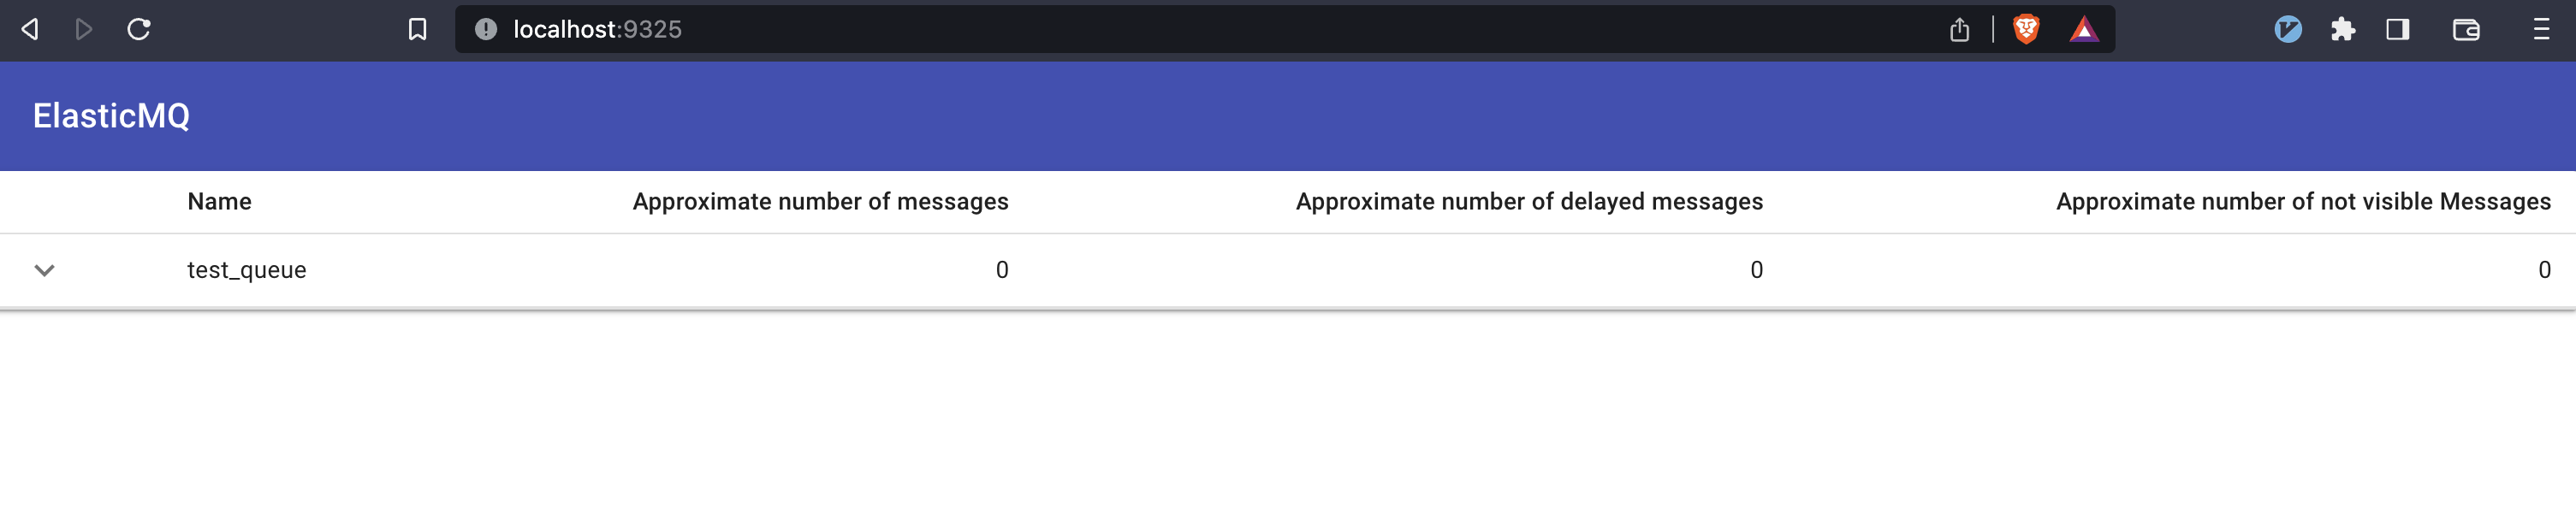 localhost:9325
ElasticMQ
Name Approximate number of messages Approximate number of delayed messages Approximate number of not visible Messages
test_queue 0 0 0